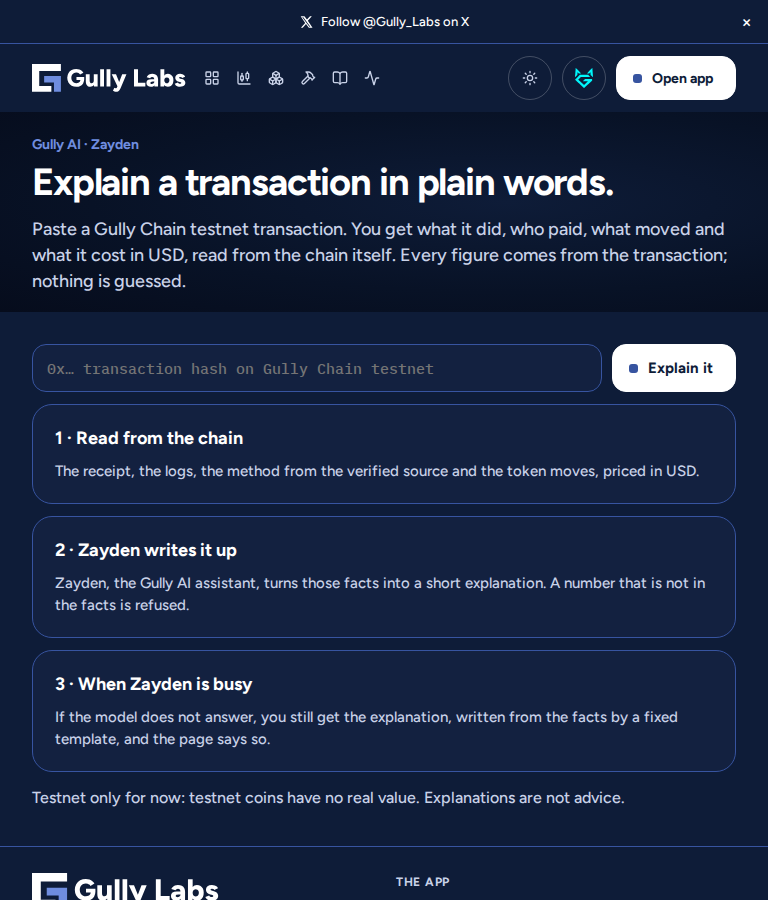 Follow @Gully_Labs on X
×
Gully Labs
Open app
Gully AI · Zayden
Explain a transaction in plain words.
Paste a Gully Chain testnet transaction. You get what it did, who paid, what moved and
what it cost in USD, read from the chain itself. Every figure comes from the transaction;
nothing is guessed.
0x… transaction hash on Gully Chain testnet
Explain it
1 · Read from the chain
The receipt, the logs, the method from the verified source and the token moves, priced in USD.
2 · Zayden writes it up
Zayden, the Gully AI assistant, turns those facts into a short explanation. A number that is not in
the facts is refused.
3 · When Zayden is busy
If the model does not answer, you still get the explanation, written from the facts by a fixed
template, and the page says so.
Testnet only for now: testnet coins have no real value. Explanations are not advice.
Gully Labs
THE APP